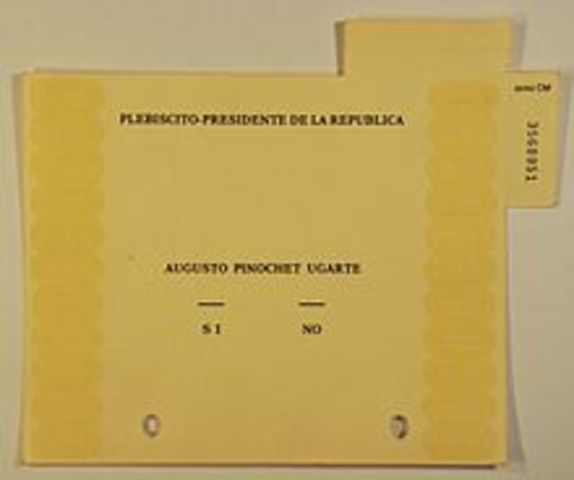 PLEBISCITO-PRESIDENTE DE LA REPUBLICA
AUGUSTO PINOCHET UGARTE
SI NO